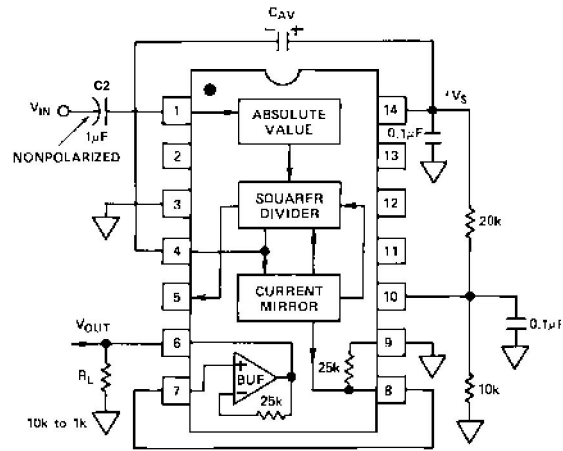 CAV
− +
C2
VIN
1µF
NONPOLARIZED
1
ABSOLUTE
VALUE
14
+VS
0.1µF
2
13
3
SQUARER
DIVIDER
12
20k
4
11
5
CURRENT
MIRROR
10
VOUT
6
9
0.1µF
25k
RL
7
+
BUF
−
25k
8
10k
10k to 1k